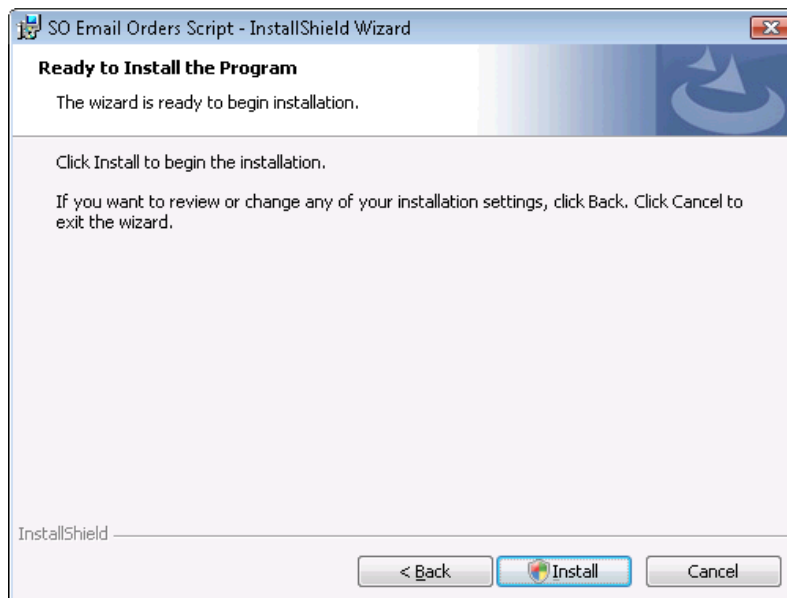 SO Email Orders Script - InstallShield Wizard
Ready to Install the Program
The wizard is ready to begin installation.
Click Install to begin the installation.
If you want to review or change any of your installation settings, click Back. Click Cancel to
exit the wizard.
InstallShield
< Back
Install
Cancel